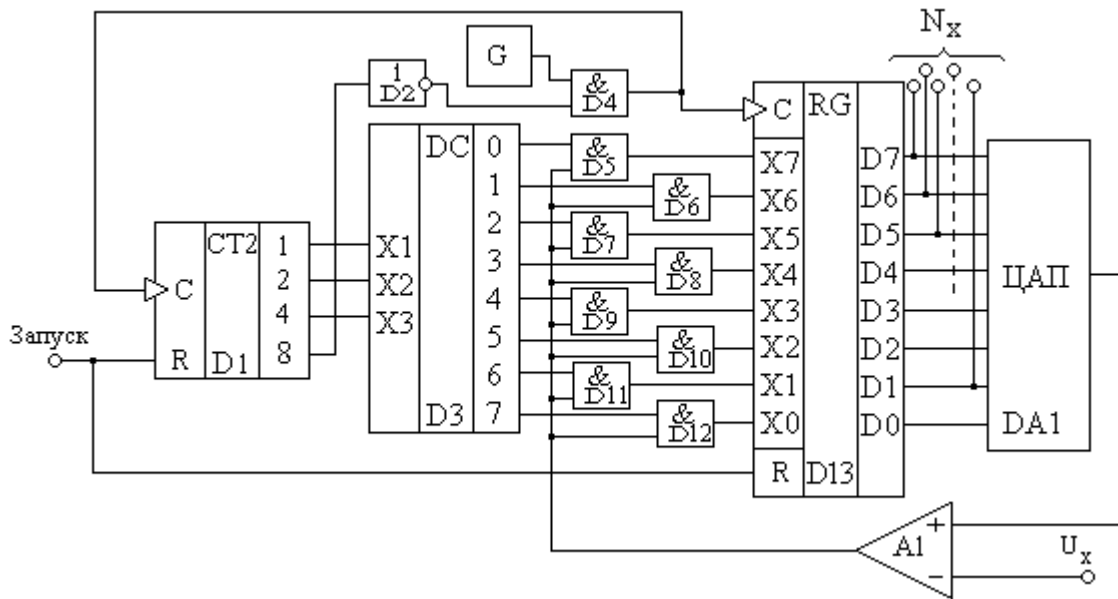 Nx
G
1
D2
&
D4
C RG
DC 0
&
D5
X7 D7
1
&
D6
X6 D6
CT2 1
X1
2
&
D7
X5 D5
C
2
X2
3
&
D8
X4 D4
ЦАП
4
X3
4
&
D9
X3 D3
Запуск
R D1 8
5
&
D10
X2 D2
6
&
D11
X1 D1
D3 7
&
D12
X0 D0
DA1
R D13
+
A1
Ux
−